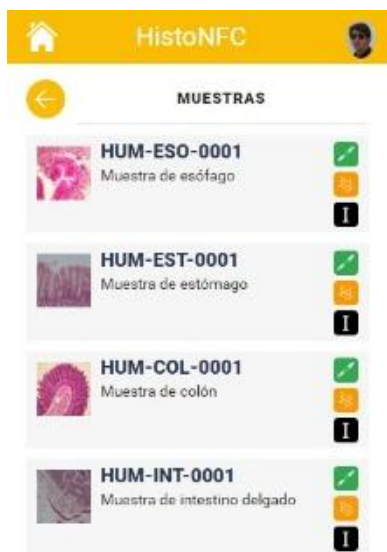 HistoNFC
MUESTRAS
HUM-ESO-0001
Muestra de esófago
HUM-EST-0001
Muestra de estómago
HUM-COL-0001
Muestra de colón
HUM-INT-0001
Muestra de intestino delgado